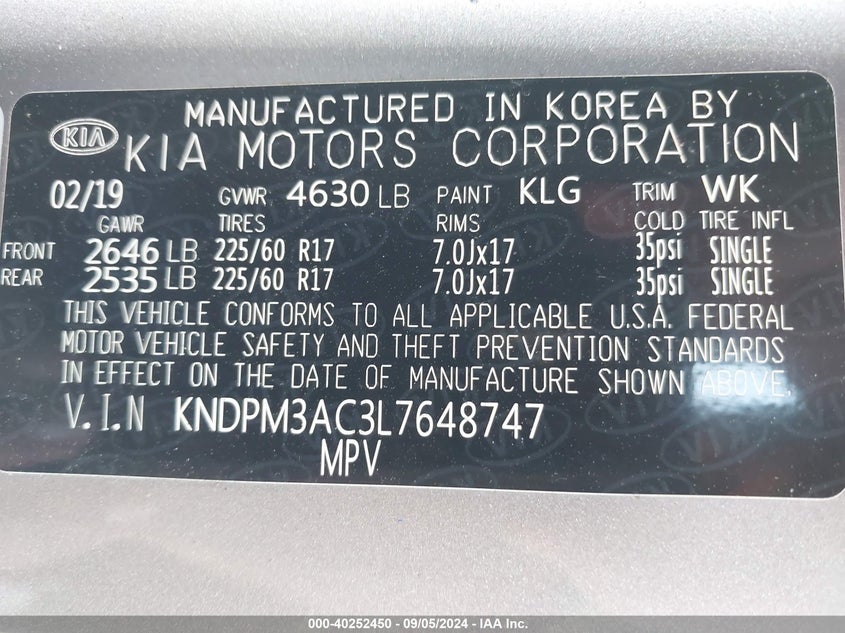 MANUFACTURED IN KOREA BY
KIA KIA MOTORS CORPORATION
02/19 GVWR 4630 LB PAINT KLG TRIM WK
GAWR TIRES RIMS COLD TIRE INFL
FRONT 2646 LB 225/60 R17 7.0Jx17 35psi SINGLE
REAR 2535 LB 225/60 R17 7.0Jx17 35psi SINGLE
THIS VEHICLE CONFORMS TO ALL APPLICABLE U.S.A. FEDERAL
MOTOR VEHICLE SAFETY AND THEFT PREVENTION STANDARDS
IN EFFECT ON THE DATE OF MANUFACTURE SHOWN ABOVE.
V.I.N KNDPM3AC3L7648747
MPV
000-40252450 - 09/05/2024 - IAA Inc.